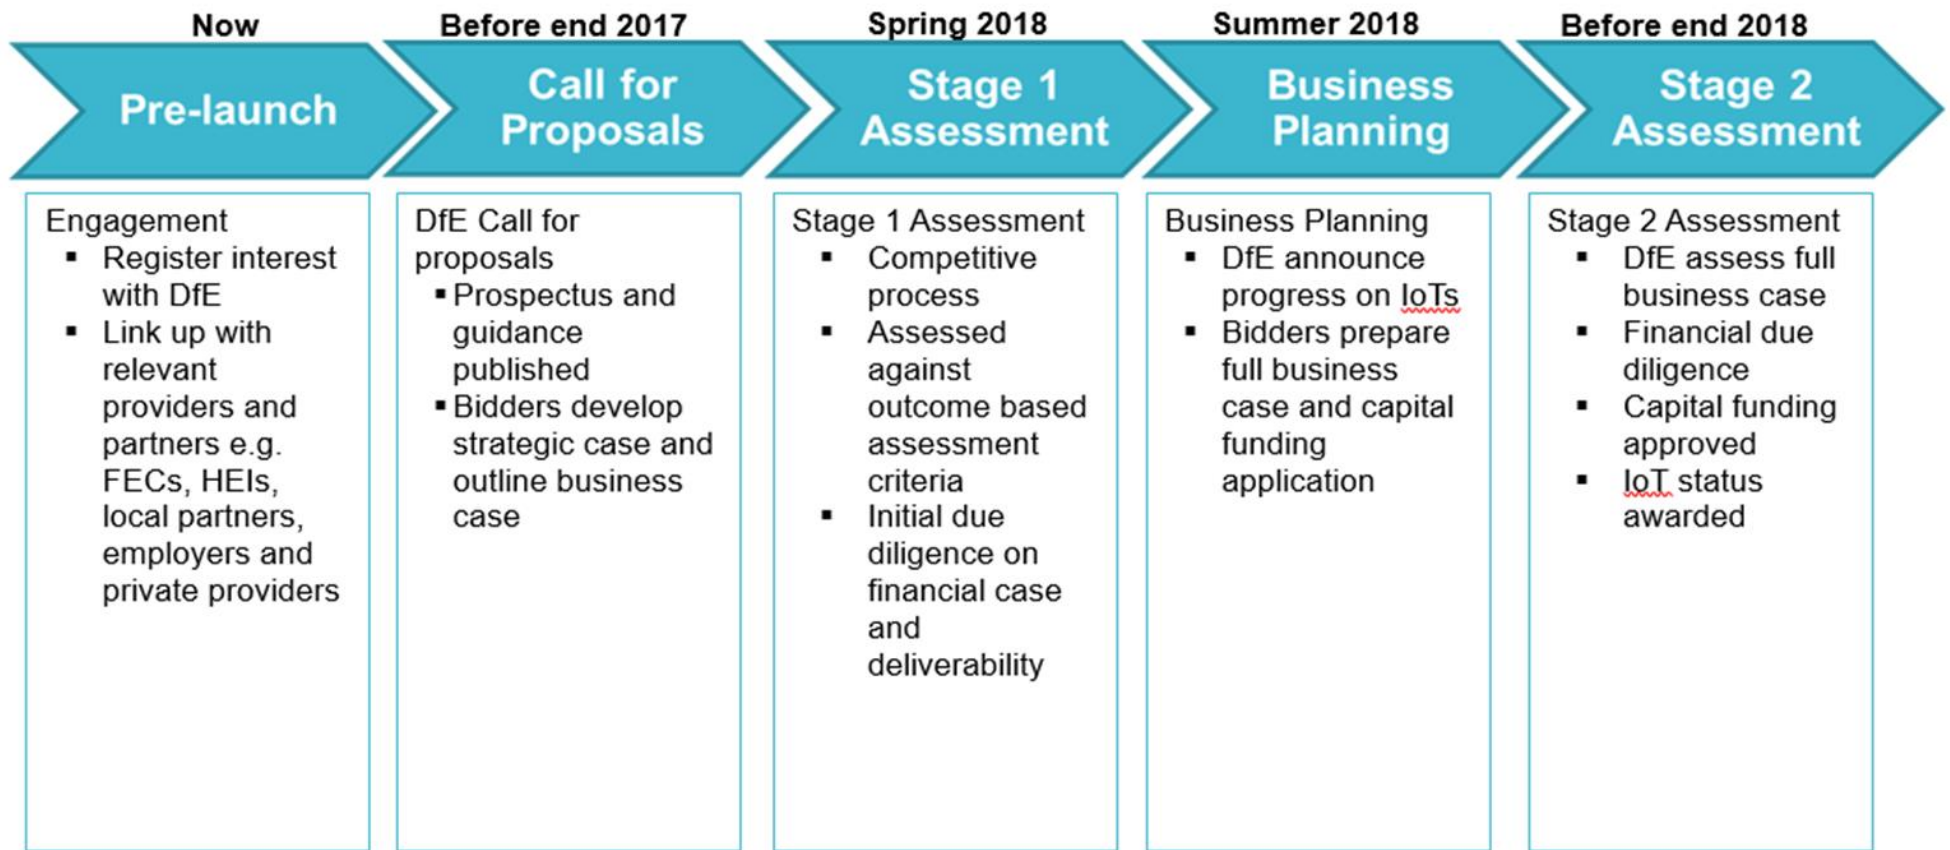 Now
Before end 2017
Spring 2018
Summer 2018
Before end 2018
Pre-launch
Call for
Proposals
Stage 1
Assessment
Business
Planning
Stage 2
Assessment
Engagement
▪ Register interest
with DfE
▪ Link up with
relevant
providers and
partners e.g.
FECs, HEIs,
local partners,
employers and
private providers
DfE Call for
proposals
▪ Prospectus and
guidance
published
▪ Bidders develop
strategic case and
outline business
case
Stage 1 Assessment
▪ Competitive
process
▪ Assessed
against
outcome based
assessment
criteria
▪ Initial due
diligence on
financial case
and
deliverability
Business Planning
▪ DfE announce
progress on IoTs
▪ Bidders prepare
full business
case and capital
funding
application
Stage 2 Assessment
▪ DfE assess full
business case
▪ Financial due
diligence
▪ Capital funding
approved
▪ IoT status
awarded